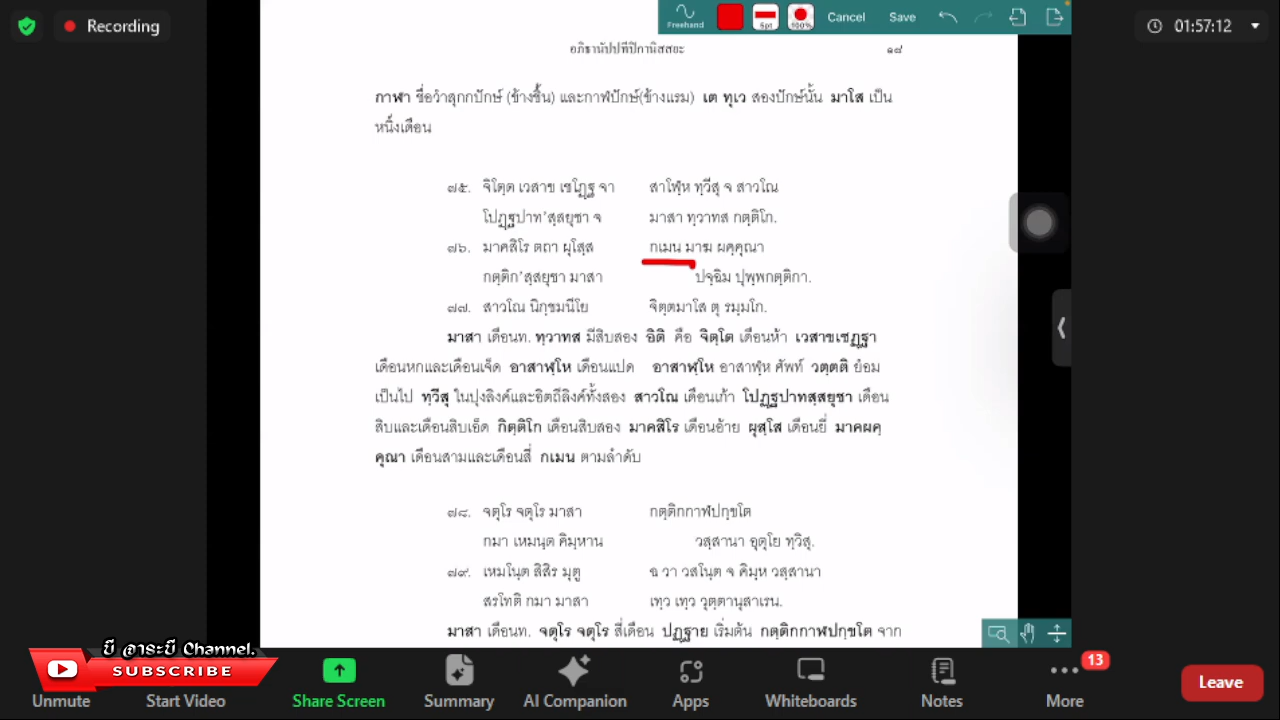 Recording
Freehand
6pt
100%
Cancel
Save
01:57:12
อภิธานัปปทีปิกานิสสยะ ๑๘
กาฬา ชื่อว่าสุกกปักษ์ (ข้างขึ้น) และกาฬปักษ์(ข้างแรม) เต ทุเว สองปักษ์นั้น มาโส เป็น
หนึ่งเดือน
๗๕. จิโตฺต เวสาข เชโฏฺฐ จา สาโฬฺห ทฺวีสุ จ สาวโณ
โปฏฺฐปาท'สฺสยุชา จ มาสา ทฺวาทส กตฺติโก.
๗๖. มาคสิโร ตถา ผุโสฺส กเมน มาฆ ผคฺคุณา
กตฺติก'สฺสยุชา มาสา ปจฺฉิม ปุพฺพกตฺติกา.
๗๗. สาวโณ นิกฺขมนีโย จิตฺตมาโส ตุ รมฺมโก.
มาสา เดือนท. ทฺวาทส มีสิบสอง อิติ คือ จิตฺโต เดือนห้า เวสาขเชฏฺฐา
เดือนหกและเดือนเจ็ด อาสาฬฺโห เดือนแปด อาสาฬฺโห อาสาฬฺห ศัพท์ วตฺตติ ย่อม
เป็นไป ทฺวีสุ ในปุงลิงค์และอิตถีลิงค์ทั้งสอง สาวโณ เดือนเก้า โปฏฺฐปาทสฺสยุชา เดือน
สิบและเดือนสิบเอ็ด กิตฺติโก เดือนสิบสอง มาคสิโร เดือนอ้าย ผุสฺโส เดือนยี่ มาคผคฺ
คุณา เดือนสามและเดือนสี่ กเมน ตามลำดับ
๗๘. จตุโร จตุโร มาสา กตฺติกกาฬปกฺขโต
กมา เหมนฺต คิมฺหาน วสฺสานา อุตุโย ทฺวิสุ.
๗๙. เหมโนฺต สิสิร มุตู ฉ วา วสโนฺต จ คิมฺห วสฺสานา
สรโทติ กมา มาสา เทฺว เทฺว วุตฺตานุสาเรน.
มาสา เดือนท. จตุโร จตุโร สี่เดือน ปฏฺฐาย เริ่มต้น กตฺติกกาฬปกฺขโต จาก
บี อาระบี Channel.
SUBSCRIBE
Unmute
Start Video
Share Screen
Summary
AI Companion
Apps
Whiteboards
Notes
More
13
Leave